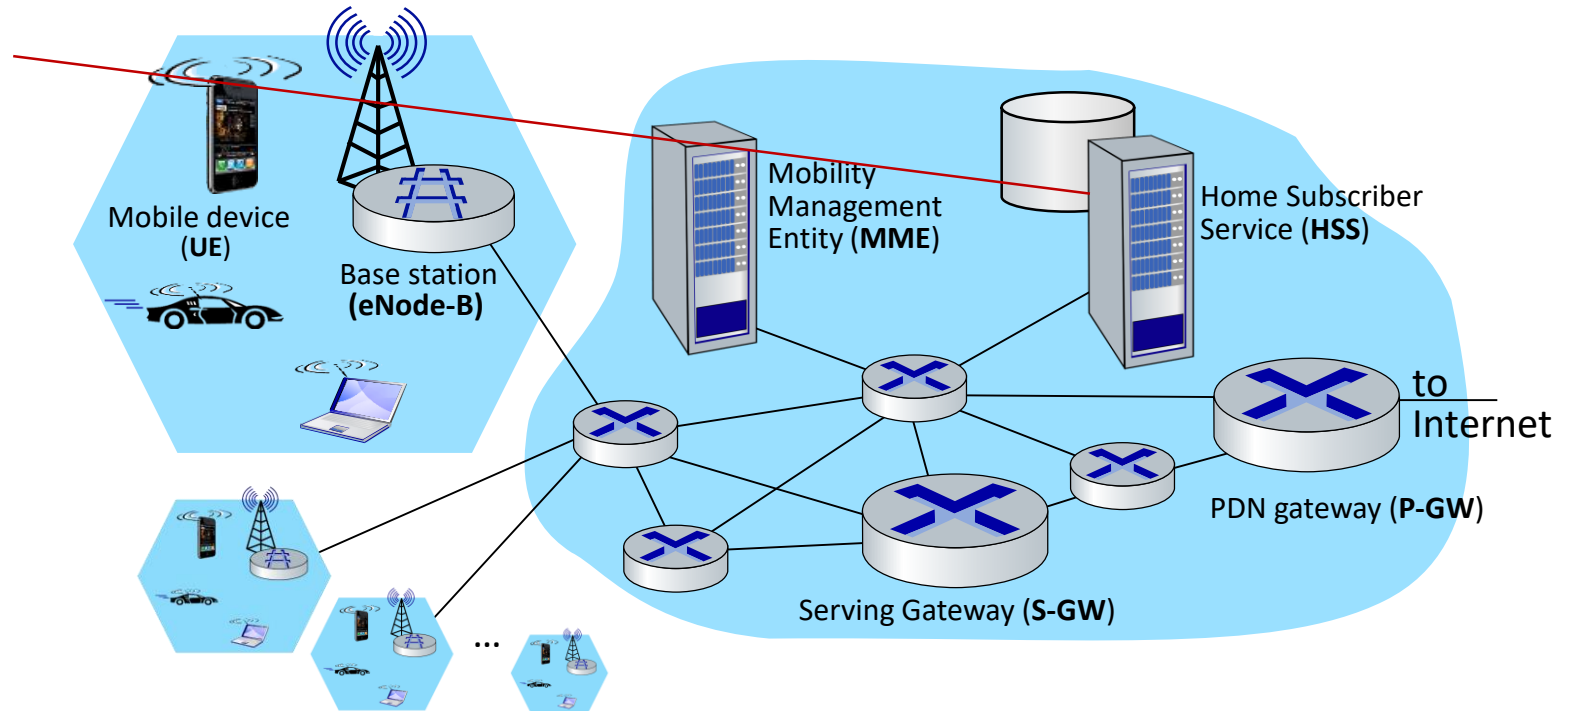 Mobile device
(UE)
Base station
(eNode-B)
Mobility
Management
Entity (MME)
Home Subscriber
Service (HSS)
to
Internet
PDN gateway (P-GW)
Serving Gateway (S-GW)
...